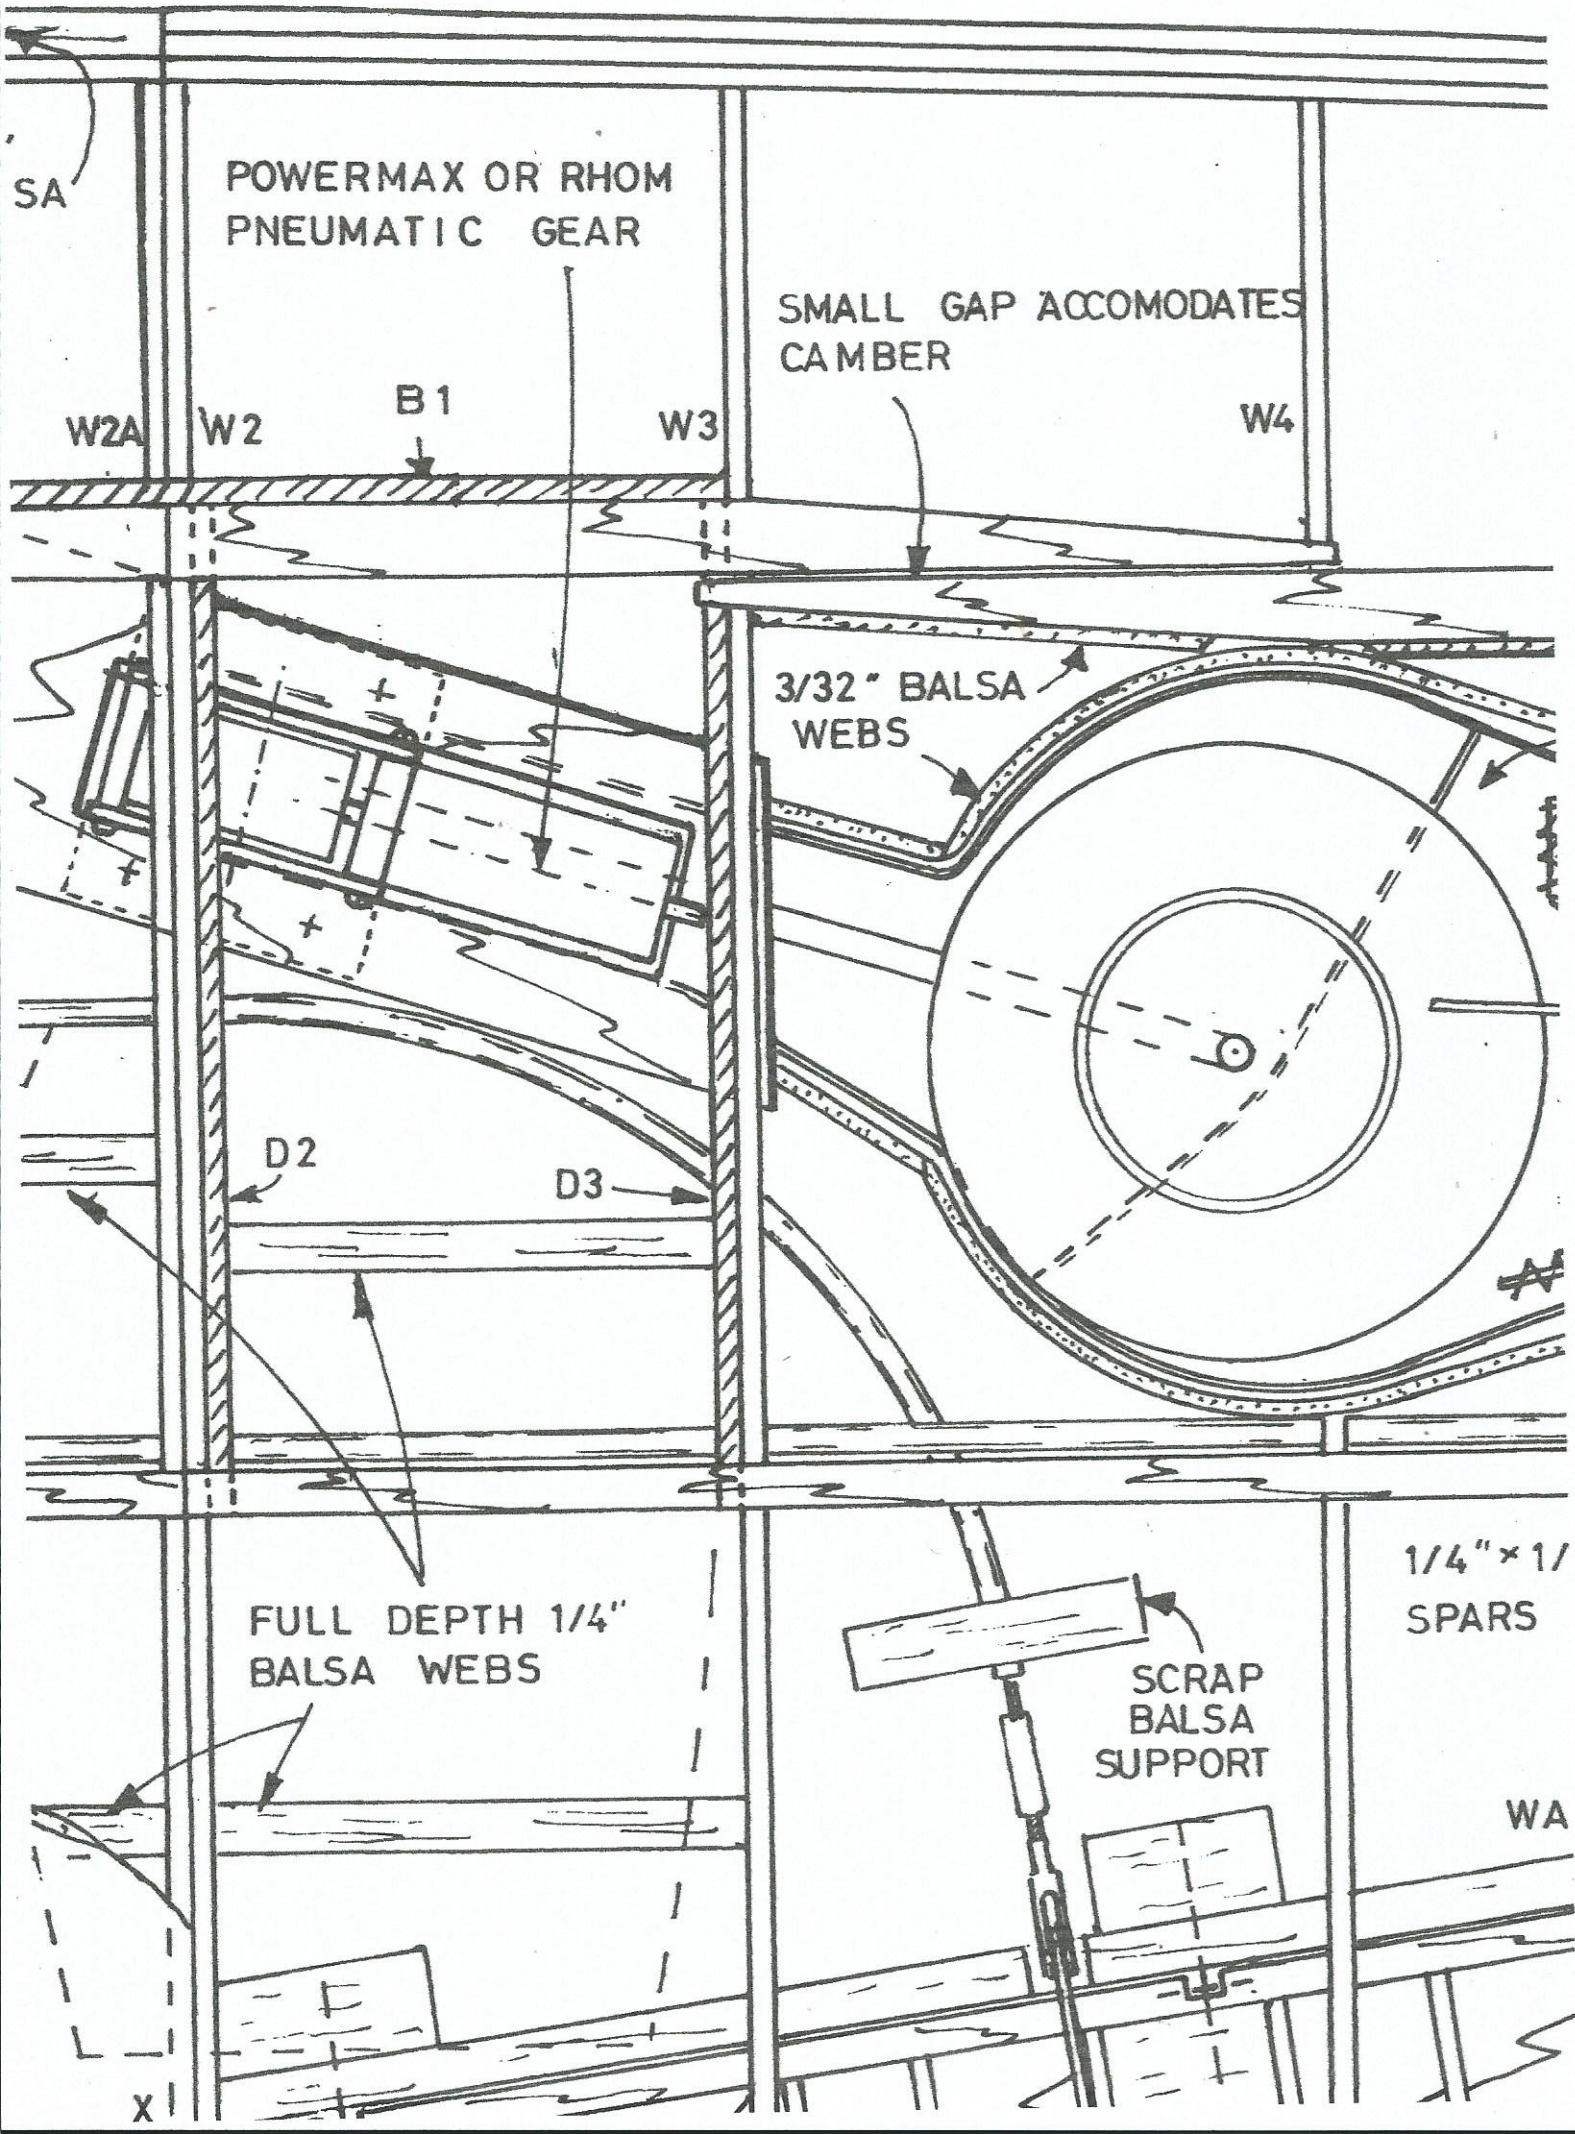 SA
POWERMAX OR RHOM
PNEUMATIC GEAR
SMALL GAP ACCOMODATES
CAMBER
B1
W2A
W2
W3
W4
3/32" BALSA
WEBS
D2
D3
1/4" × 1/
SPARS
FULL DEPTH 1/4"
BALSA WEBS
SCRAP
BALSA
SUPPORT
WA
X